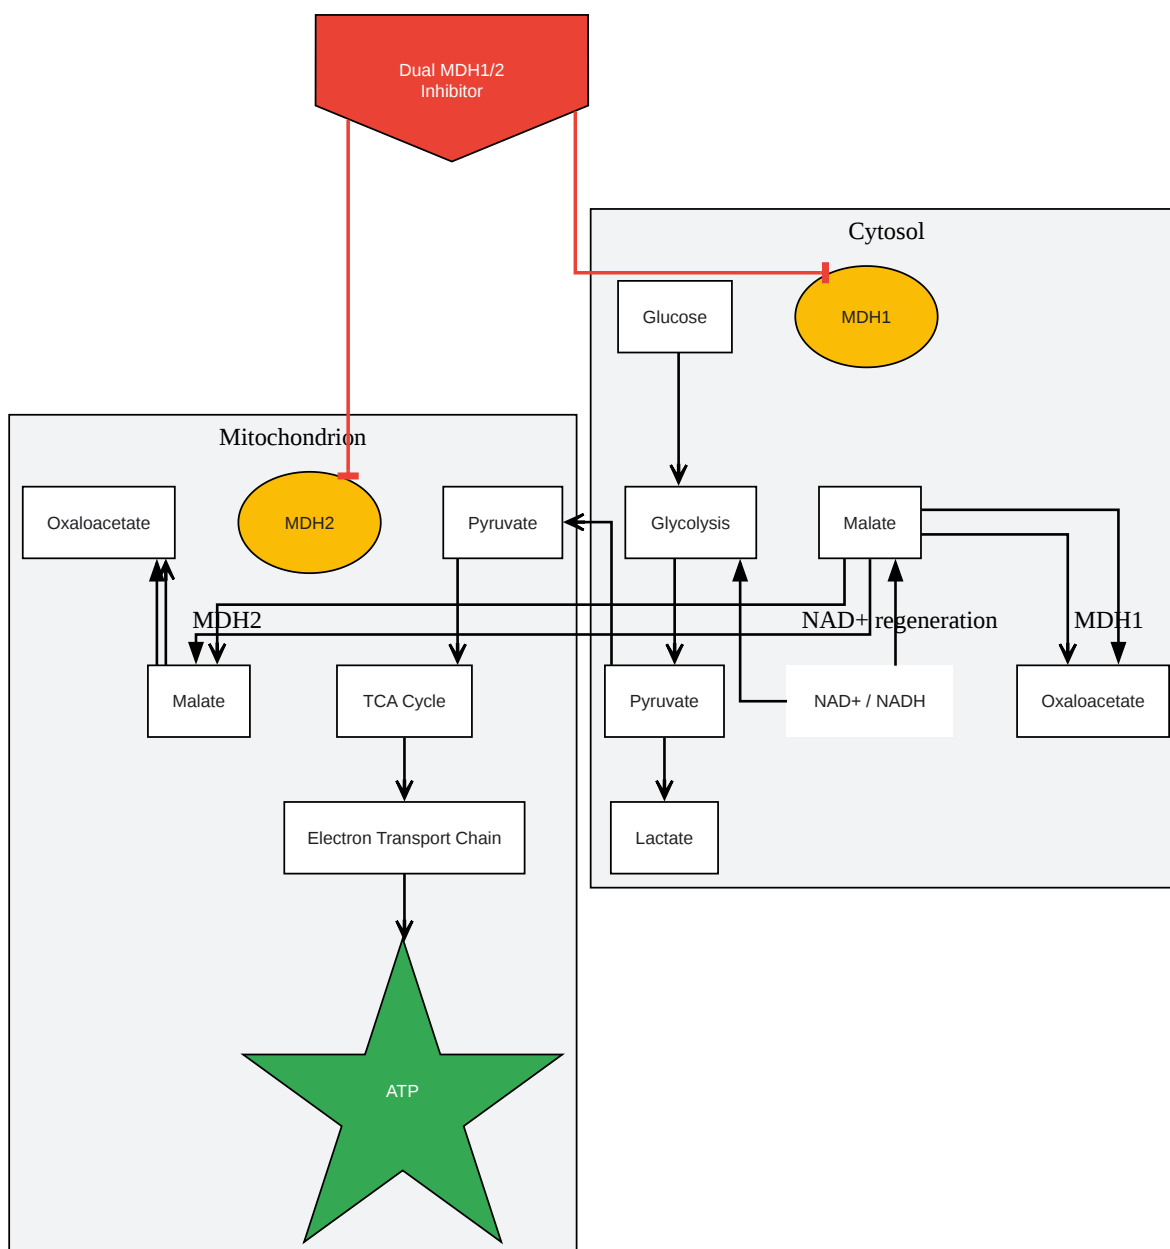 Dual MDH1/2
Inhibitor
Cytosol
Glucose
MDH1
Mitochondrion
Oxaloacetate
MDH2
Pyruvate
Glycolysis
Malate
MDH2
NAD+ regeneration
MDH1
Malate
TCA Cycle
Pyruvate
NAD+ / NADH
Oxaloacetate
Electron Transport Chain
Lactate
ATP